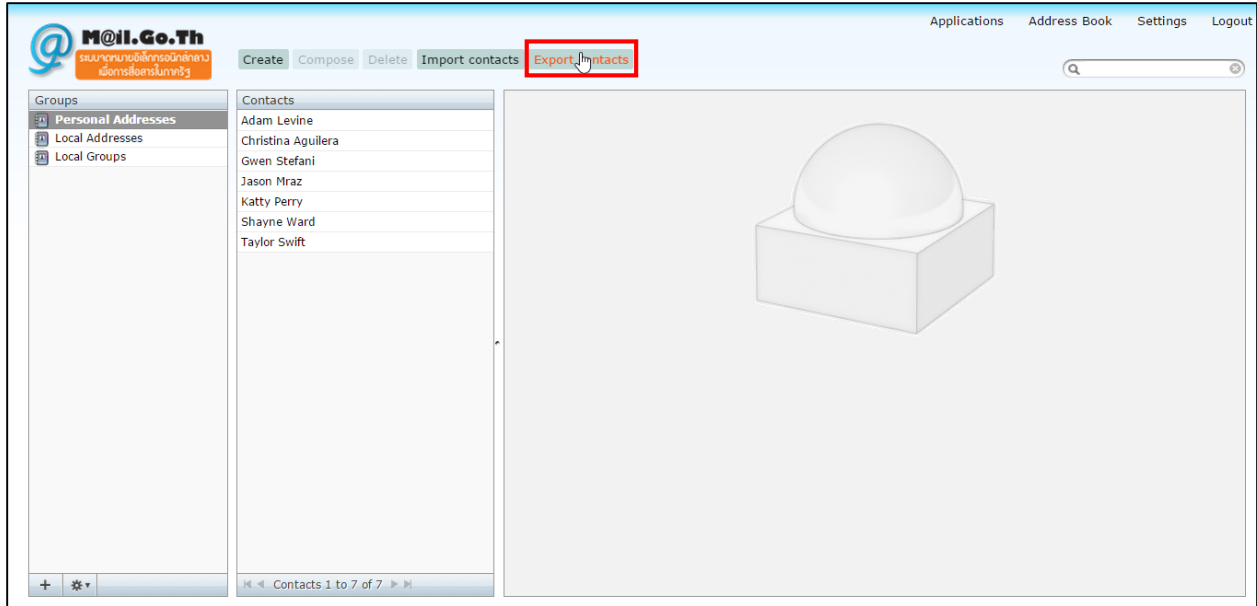 Applications Address Book Settings Logout
M@il.Go.Th
ระบบจดหมายอิเล็กทรอนิกส์กลาง
เพื่อการสื่อสารในภาครัฐ
Create Compose Delete Import contacts Export contacts
Groups
Personal Addresses
Local Addresses
Local Groups
Contacts
Adam Levine
Christina Aguilera
Gwen Stefani
Jason Mraz
Katty Perry
Shayne Ward
Taylor Swift
Contacts 1 to 7 of 7